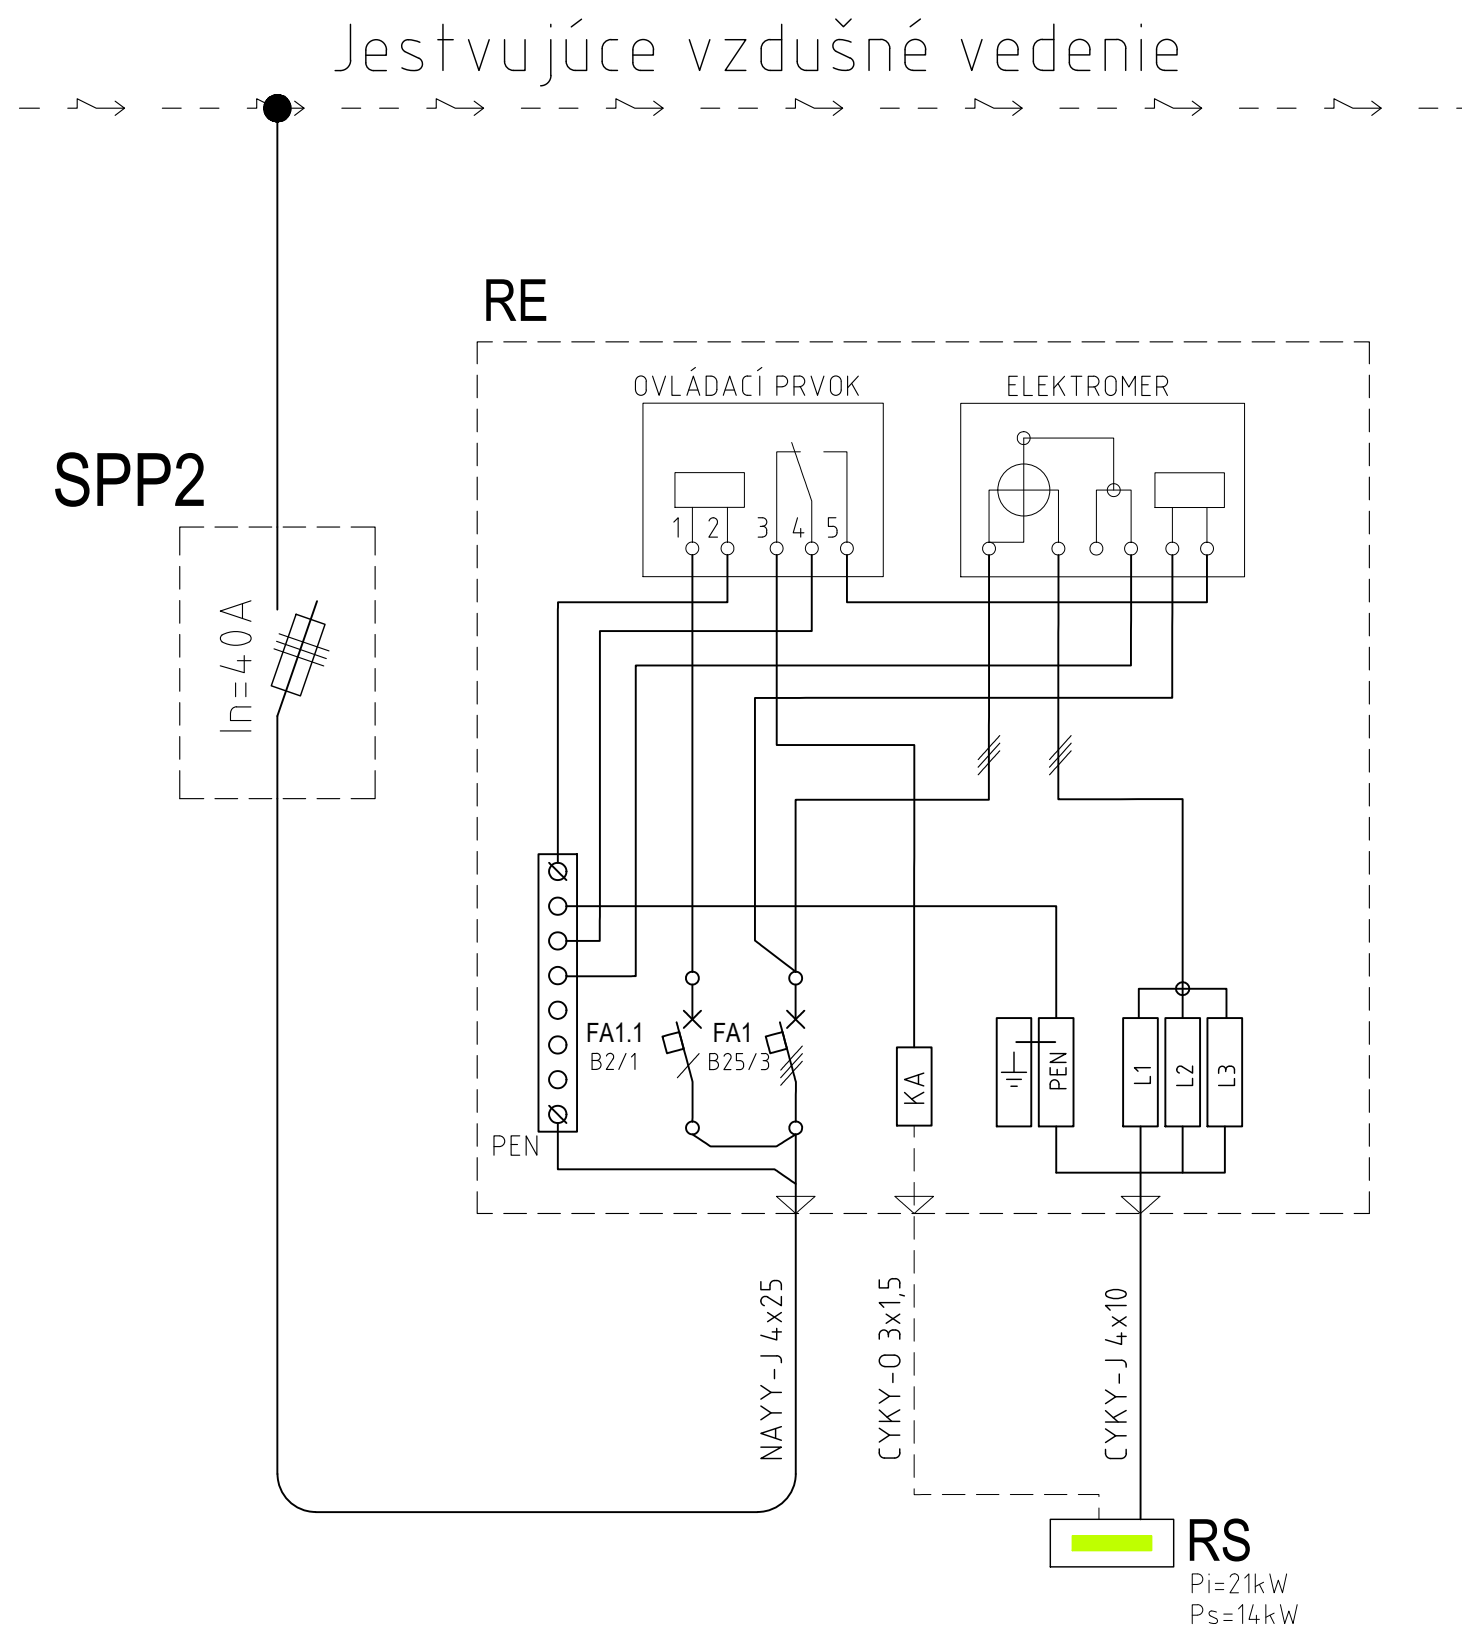 Jestvujúce vzdušné vedenie
RE
OVLÁDACÍ PRVOK
ELEKTROMER
SPP2
1 2 3 4 5
In=40A
FA1.1
B2/1
FA1
B25/3
KA
PEN
L1
L2
L3
PEN
NAYY-J 4x25
CYKY-O 3x1,5
CYKY-J 4x10
RS
Pi=21kW
Ps=14kW